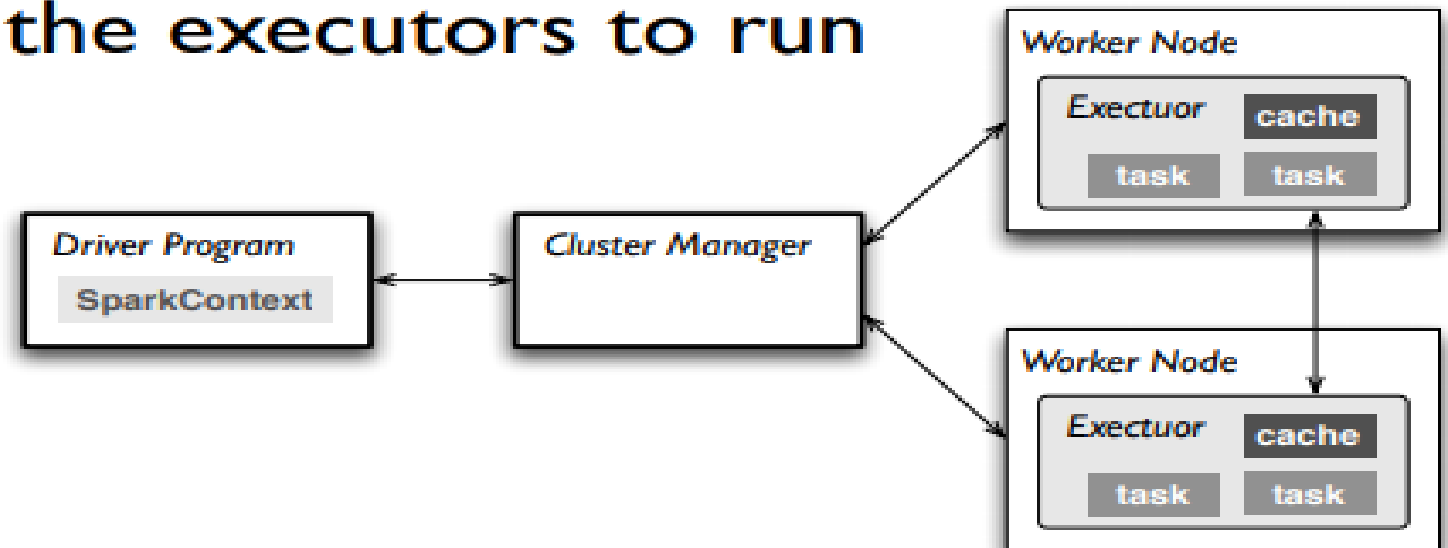 the executors to run
Worker Node
Exectuor
cache
task
task
Driver Program
SparkContext
Cluster Manager
Worker Node
Exectuor
cache
task
task